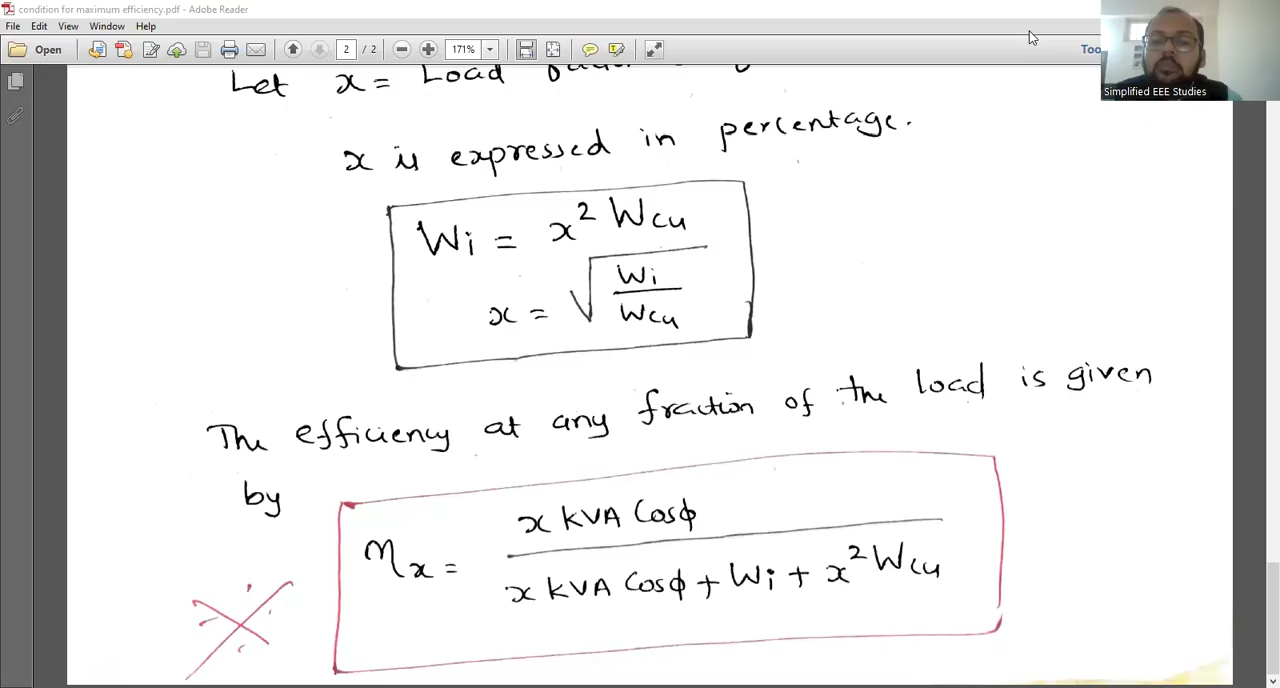 condition for maximum efficiency.pdf - Adobe Reader
File Edit View Window Help
Open 2 / 2 171% Too
Simplified EEE Studies
Let x = Load
x is expressed in percentage.
Wi = x² Wcu
x = √(Wi / Wcu)
The efficiency at any fraction of the load is given
by
ηx = x KVA Cosϕ / (x KVA Cosϕ + Wi + x² Wcu)